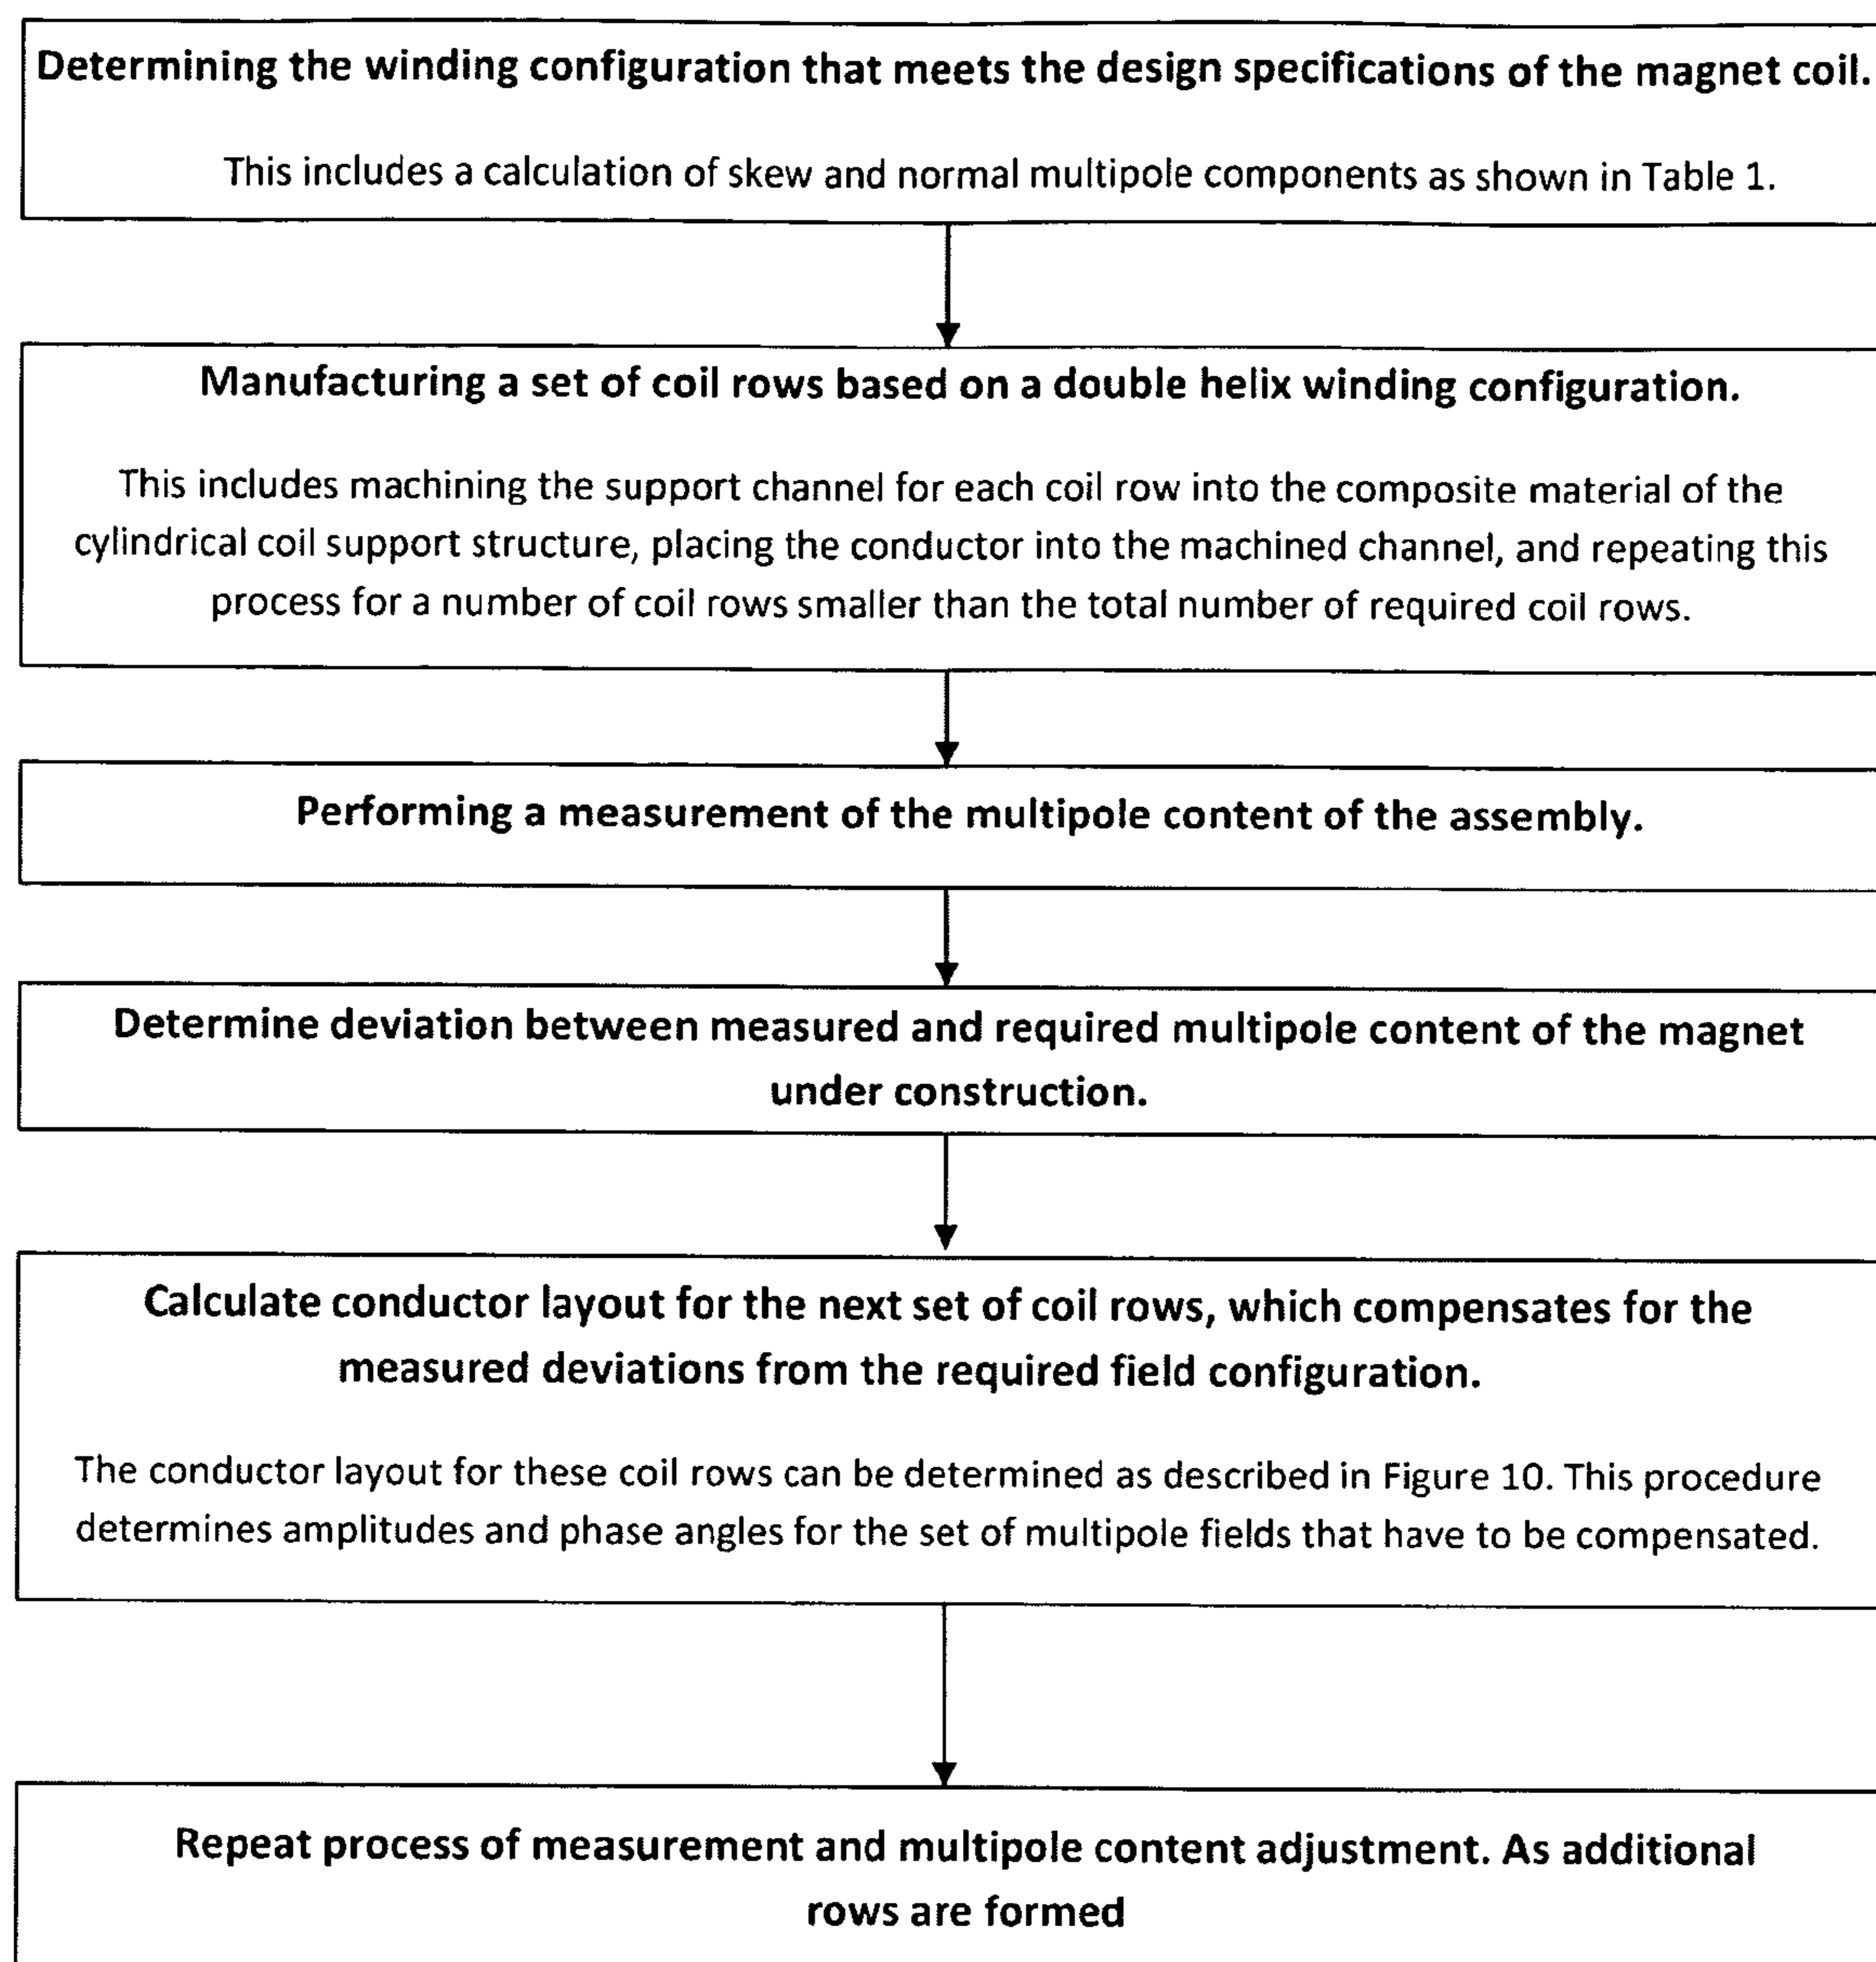 Determining the winding configuration that meets the design specifications of the magnet coil.
This includes a calculation of skew and normal multipole components as shown in Table 1.
Manufacturing a set of coil rows based on a double helix winding configuration.
This includes machining the support channel for each coil row into the composite material of the
cylindrical coil support structure, placing the conductor into the machined channel, and repeating this
process for a number of coil rows smaller than the total number of required coil rows.
Performing a measurement of the multipole content of the assembly.
Determine deviation between measured and required multipole content of the magnet
under construction.
Calculate conductor layout for the next set of coil rows, which compensates for the
measured deviations from the required field configuration.
The conductor layout for these coil rows can be determined as described in Figure 10. This procedure
determines amplitudes and phase angles for the set of multipole fields that have to be compensated.
Repeat process of measurement and multipole content adjustment. As additional
rows are formed